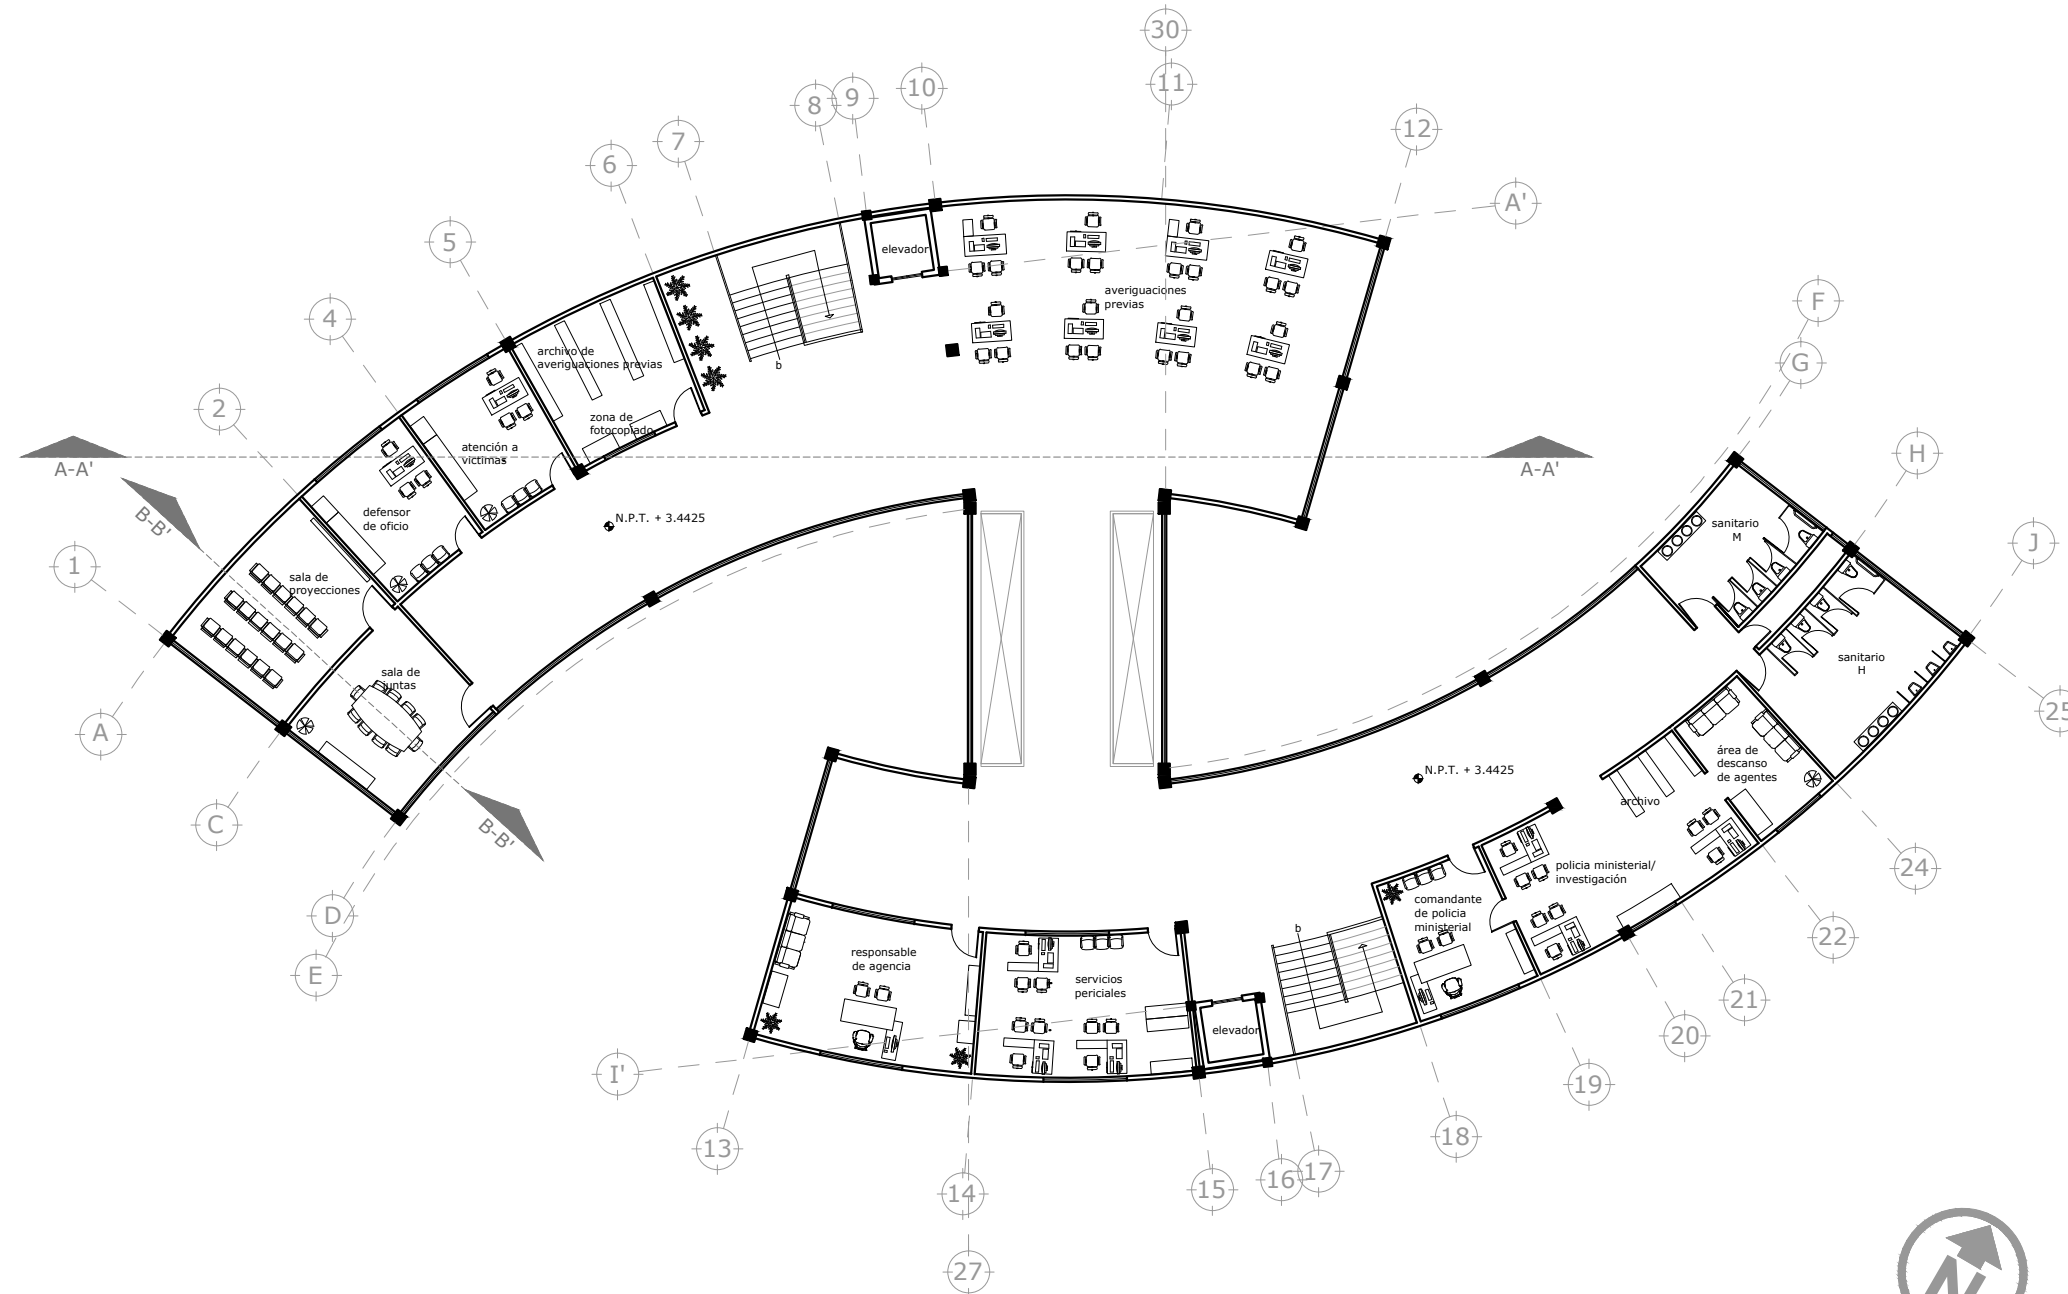 30
11
12
10
9
8
7
6
5
4
2
1
A'
F
G
H
J
25
A-A'
A-A'
B-B'
B-B'
A
C
D
E
I'
13
14
27
15
16
17
18
19
20
21
22
24
elevador
averiguaciones
previas
b
archivo de
averiguaciones previas
zona de
fotocopiado
atención a
victimas
defensor
de oficio
sala de
proyecciones
sala de
juntas
N.P.T. + 3.4425
sanitario
M
sanitario
H
área de
descanso
de agentes
archivo
N.P.T. + 3.4425
policia ministerial/
investigación
comandante
de policia
ministerial
b
elevador
servicios
periciales
responsable
de agencia
N